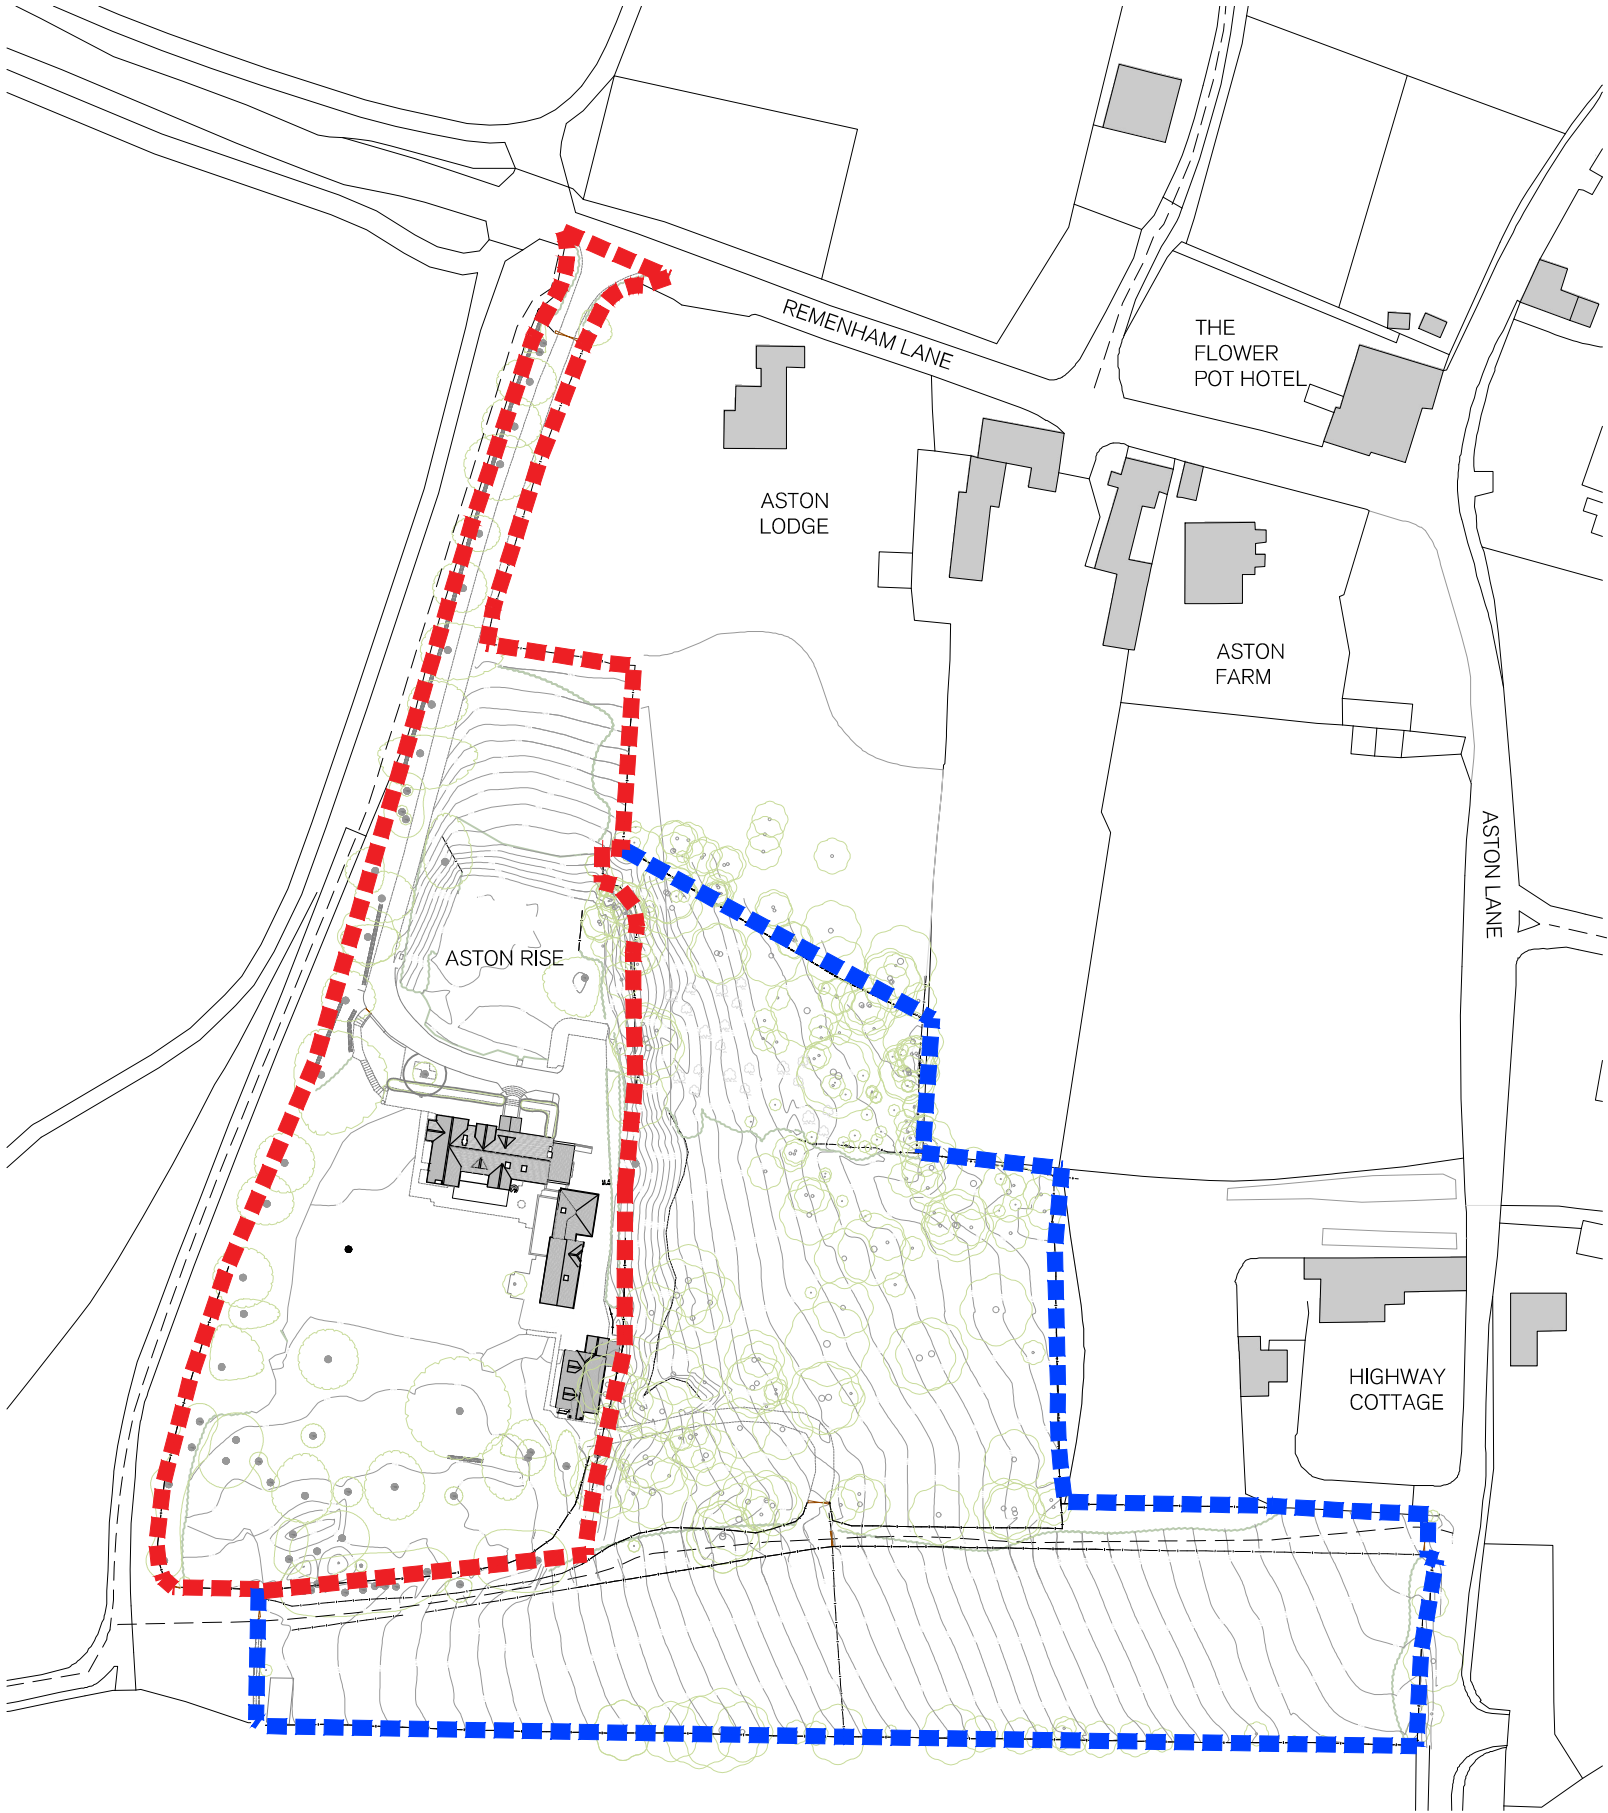 REMENHAM LANE
THE
FLOWER
POT HOTEL
ASTON
LODGE
ASTON
FARM
ASTON LANE
ASTON RISE
HIGHWAY
COTTAGE